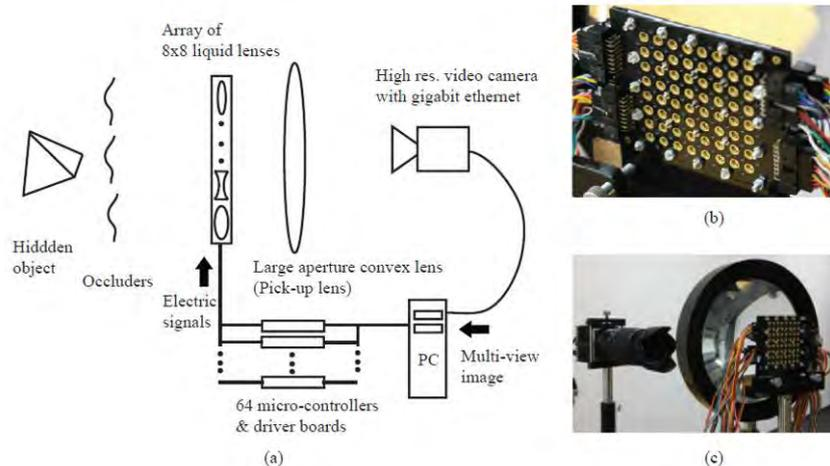 Array of
8x8 liquid lenses
High res. video camera
with gigabit ethernet
Hiddden
object
Occluders
Electric
signals
Large aperture convex lens
(Pick-up lens)
PC
Multi-view
image
64 micro-controllers
& driver boards
(a)
(b)
(c)